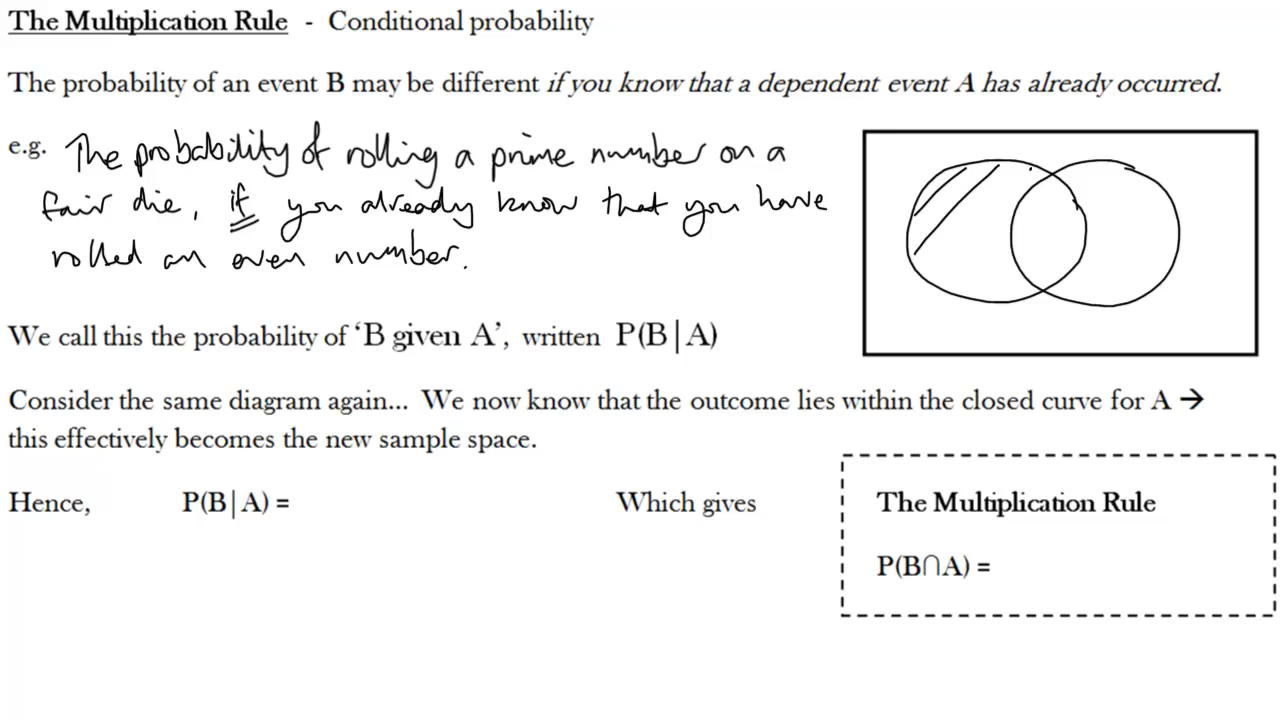 The Multiplication Rule - Conditional probability
The probability of an event B may be different if you know that a dependent event A has already occurred.
e.g. The probability of rolling a prime number on a
fair die, if you already know that you have
rolled an even number.
We call this the probability of ‘B given A’, written P(B|A)
Consider the same diagram again... We now know that the outcome lies within the closed curve for A →
this effectively becomes the new sample space.
Hence, P(B|A) = Which gives
The Multiplication Rule
P(B∩A) =